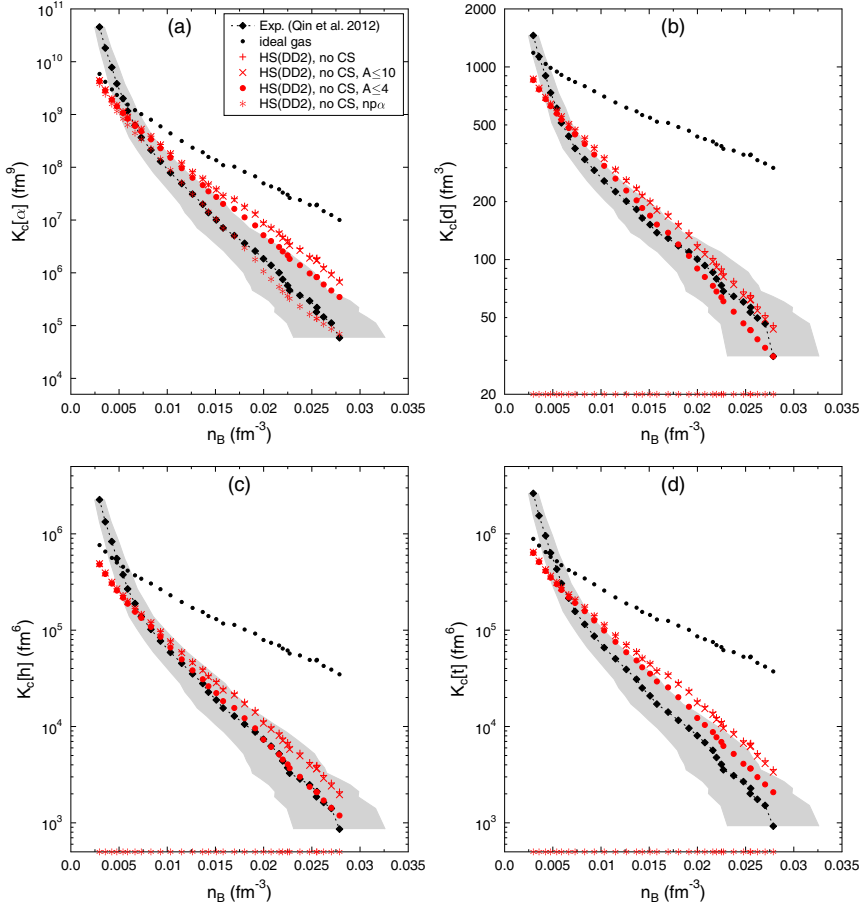 (a)
Exp. (Qin et al. 2012)
ideal gas
HS(DD2), no CS
HS(DD2), no CS, A≤10
HS(DD2), no CS, A≤4
HS(DD2), no CS, npα
10^11
10^10
10^9
10^8
10^7
10^6
10^5
10^4
K_c[α] (fm^9)
0.0 0.005 0.01 0.015 0.02 0.025 0.03 0.035
n_B (fm^-3)
(b)
2000
1000
500
200
100
50
20
K_c[d] (fm^3)
0.0 0.005 0.01 0.015 0.02 0.025 0.03 0.035
n_B (fm^-3)
(c)
10^6
10^5
10^4
10^3
K_c[h] (fm^6)
0.0 0.005 0.01 0.015 0.02 0.025 0.03 0.035
n_B (fm^-3)
(d)
10^6
10^5
10^4
10^3
K_c[t] (fm^6)
0.0 0.005 0.01 0.015 0.02 0.025 0.03 0.035
n_B (fm^-3)